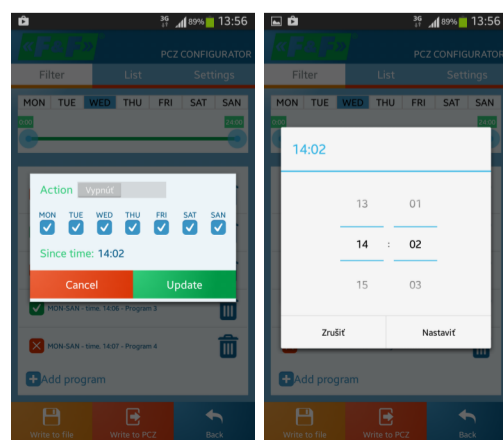 3G 89% 13:56
F&F
PCZ CONFIGURATOR
Filter List Settings
MON TUE WED THU FRI SAT SAN
0:00 24:00
Action Vypnúť
MON TUE WED THU FRI SAT SAN
Since time: 14:02
Cancel Update
MON-SAN - time, 14:06 - Program 3
MON-SAN - time, 14:07 - Program 4
Add program
Write to file Write to PCZ Back
3G 89% 13:56
F&F
PCZ CONFIGURATOR
Filter List Settings
MON TUE WED THU FRI SAT SAN
0:00 24:00
14:02
13 01
14 : 02
15 03
Zrušiť Nastaviť
Add program
Write to file Write to PCZ Back